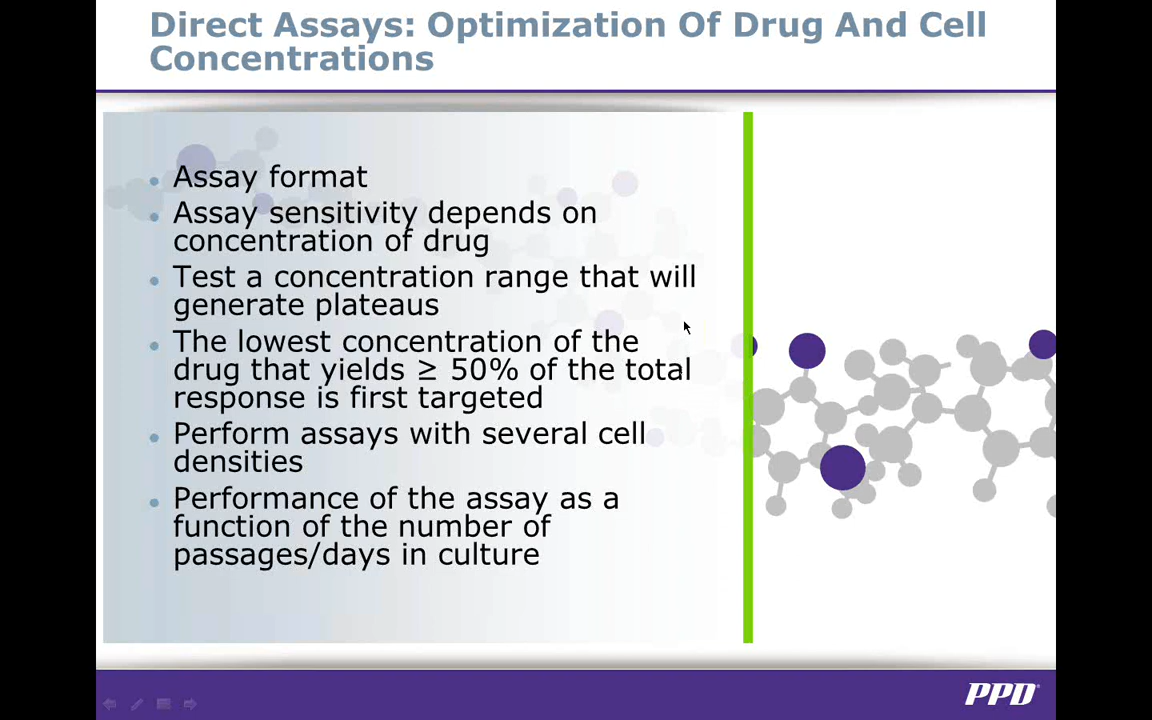 Direct Assays: Optimization Of Drug And Cell
Concentrations
• Assay format
• Assay sensitivity depends on
concentration of drug
• Test a concentration range that will
generate plateaus
• The lowest concentration of the
drug that yields ≥ 50% of the total
response is first targeted
• Perform assays with several cell
densities
• Performance of the assay as a
function of the number of
passages/days in culture
PPD®